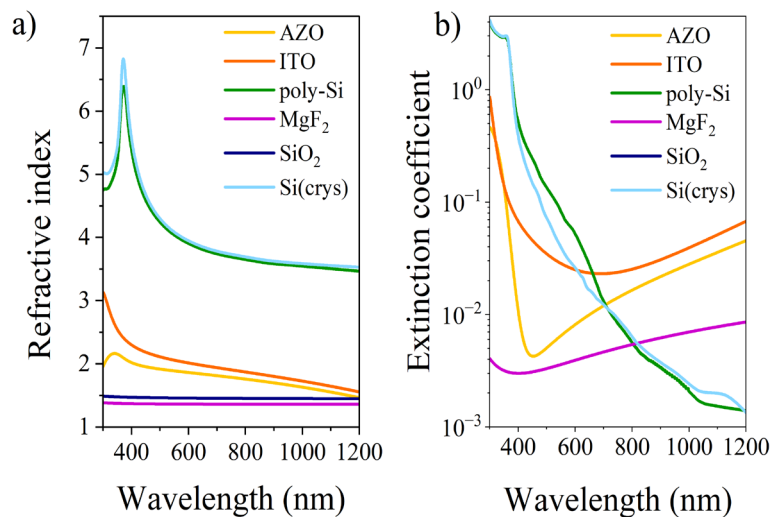 a)
7
6
5
4
3
2
1
400 600 800 1000 1200
Refractive index
Wavelength (nm)
AZO
ITO
poly-Si
MgF₂
SiO₂
Si(crys)
b)
10⁰
10⁻¹
10⁻²
10⁻³
400 600 800 1000 1200
Extinction coefficient
Wavelength (nm)
AZO
ITO
poly-Si
MgF₂
SiO₂
Si(crys)